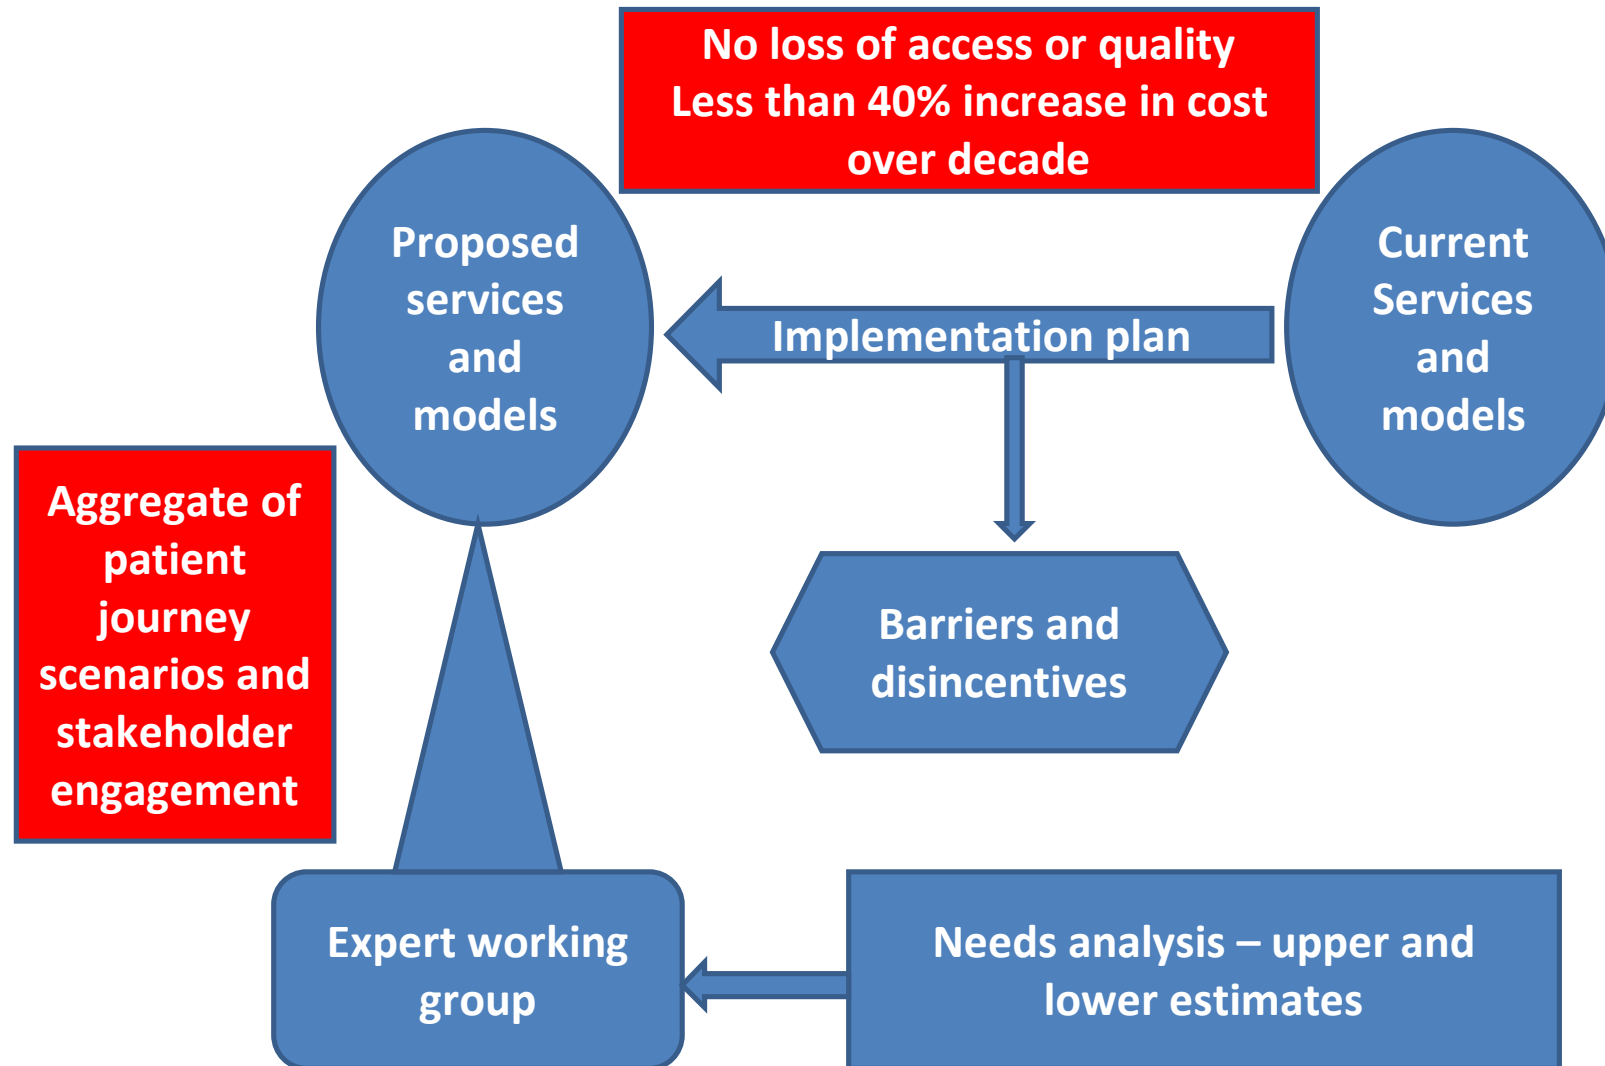 No loss of access or quality
Less than 40% increase in cost
over decade
Proposed
services
and
models
Implementation plan
Current
Services
and
models
Aggregate of
patient
journey
scenarios and
stakeholder
engagement
Barriers and
disincentives
Expert working
group
Needs analysis – upper and
lower estimates